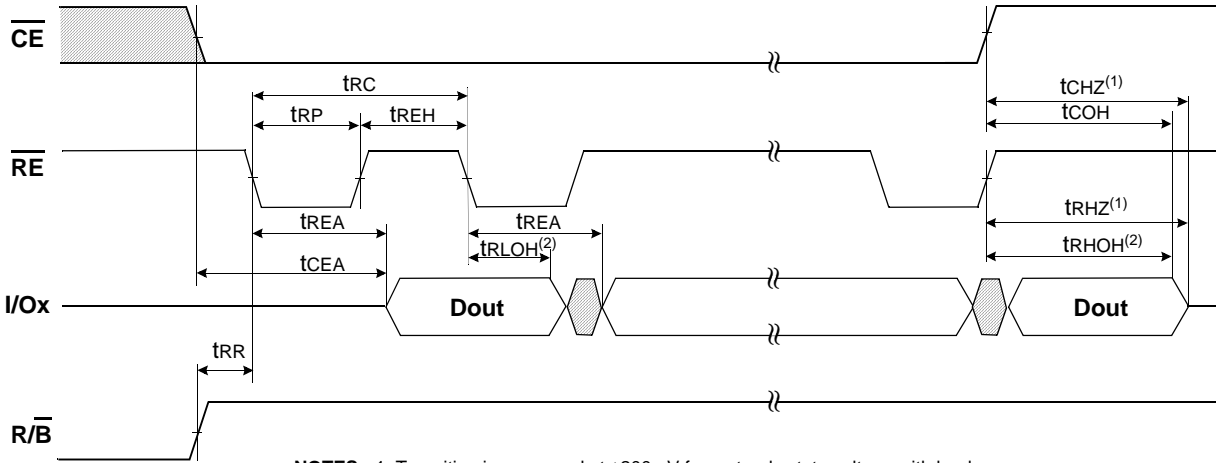 CE
tRC
tCHZ(1)
tRP
tREH
tCOH
RE
tREA
tREA
tRHZ(1)
tRLOH(2)
tRHOH(2)
tCEA
I/Ox
Dout
Dout
tRR
R/B